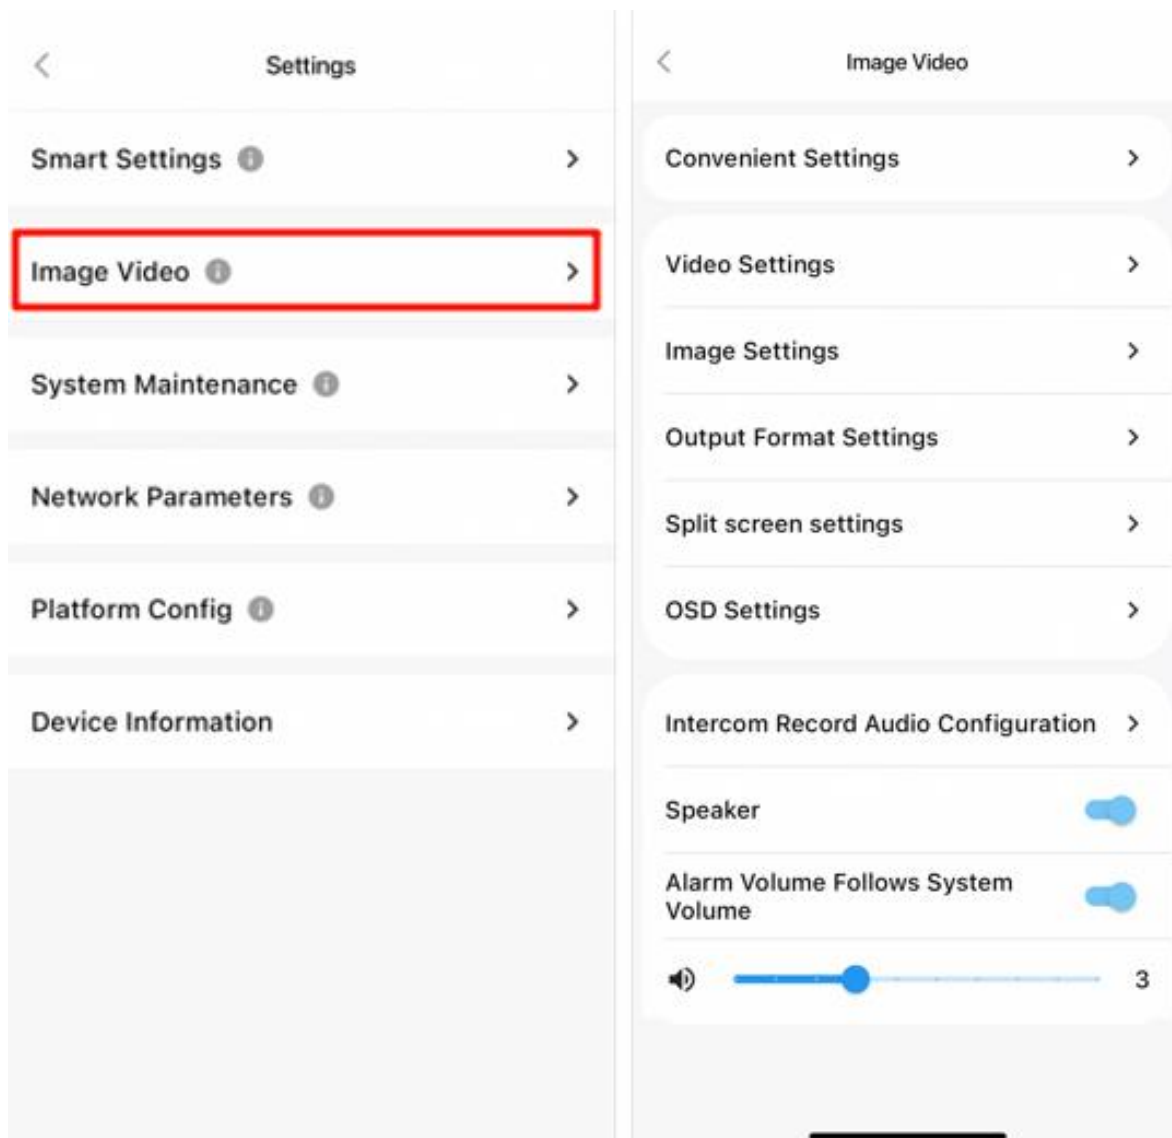 Settings
Smart Settings
Image Video
System Maintenance
Network Parameters
Platform Config
Device Information
Image Video
Convenient Settings
Video Settings
Image Settings
Output Format Settings
Split screen settings
OSD Settings
Intercom Record Audio Configuration
Speaker
Alarm Volume Follows System
Volume
3